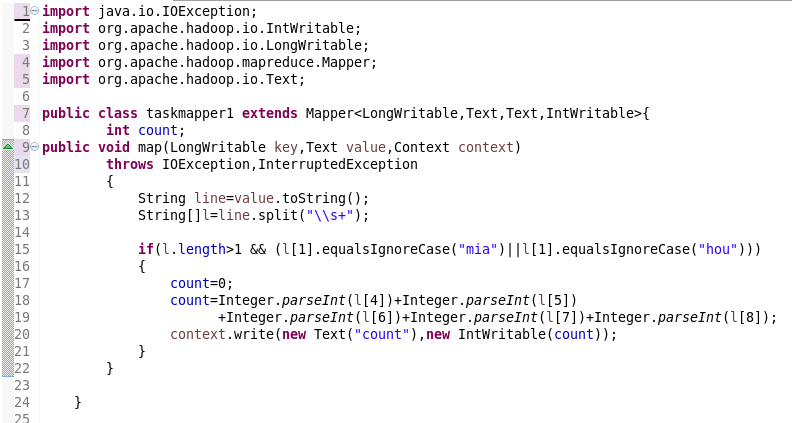 1 import java.io.IOException;
2 import org.apache.hadoop.io.IntWritable;
3 import org.apache.hadoop.io.LongWritable;
4 import org.apache.hadoop.mapreduce.Mapper;
5 import org.apache.hadoop.io.Text;
6
7 public class taskmapper1 extends Mapper<LongWritable,Text,Text,IntWritable>{
8         int count;
9 public void map(LongWritable key,Text value,Context context)
10         throws IOException,InterruptedException
11         {
12             String line=value.toString();
13             String[]l=line.split("\\s+");
14
15             if(l.length>1 && (l[1].equalsIgnoreCase("mia")||l[1].equalsIgnoreCase("hou")))
16             {
17                 count=0;
18                 count=Integer.parseInt(l[4])+Integer.parseInt(l[5])
19                       +Integer.parseInt(l[6])+Integer.parseInt(l[7])+Integer.parseInt(l[8]);
20                 context.write(new Text("count"),new IntWritable(count));
21             }
22         }
23
24     }
25